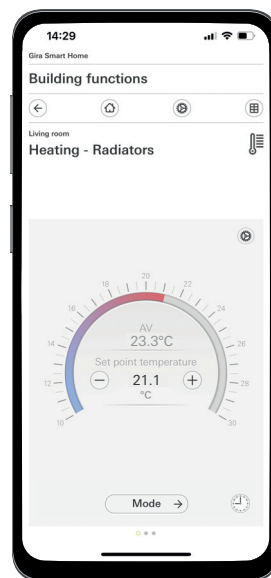 14:29
Gira Smart Home
Building functions
Living room
Heating - Radiators
10
12
14
16
18
20
22
24
26
28
30
AV
23.3°C
Set point temperature
21.1
°C
Mode